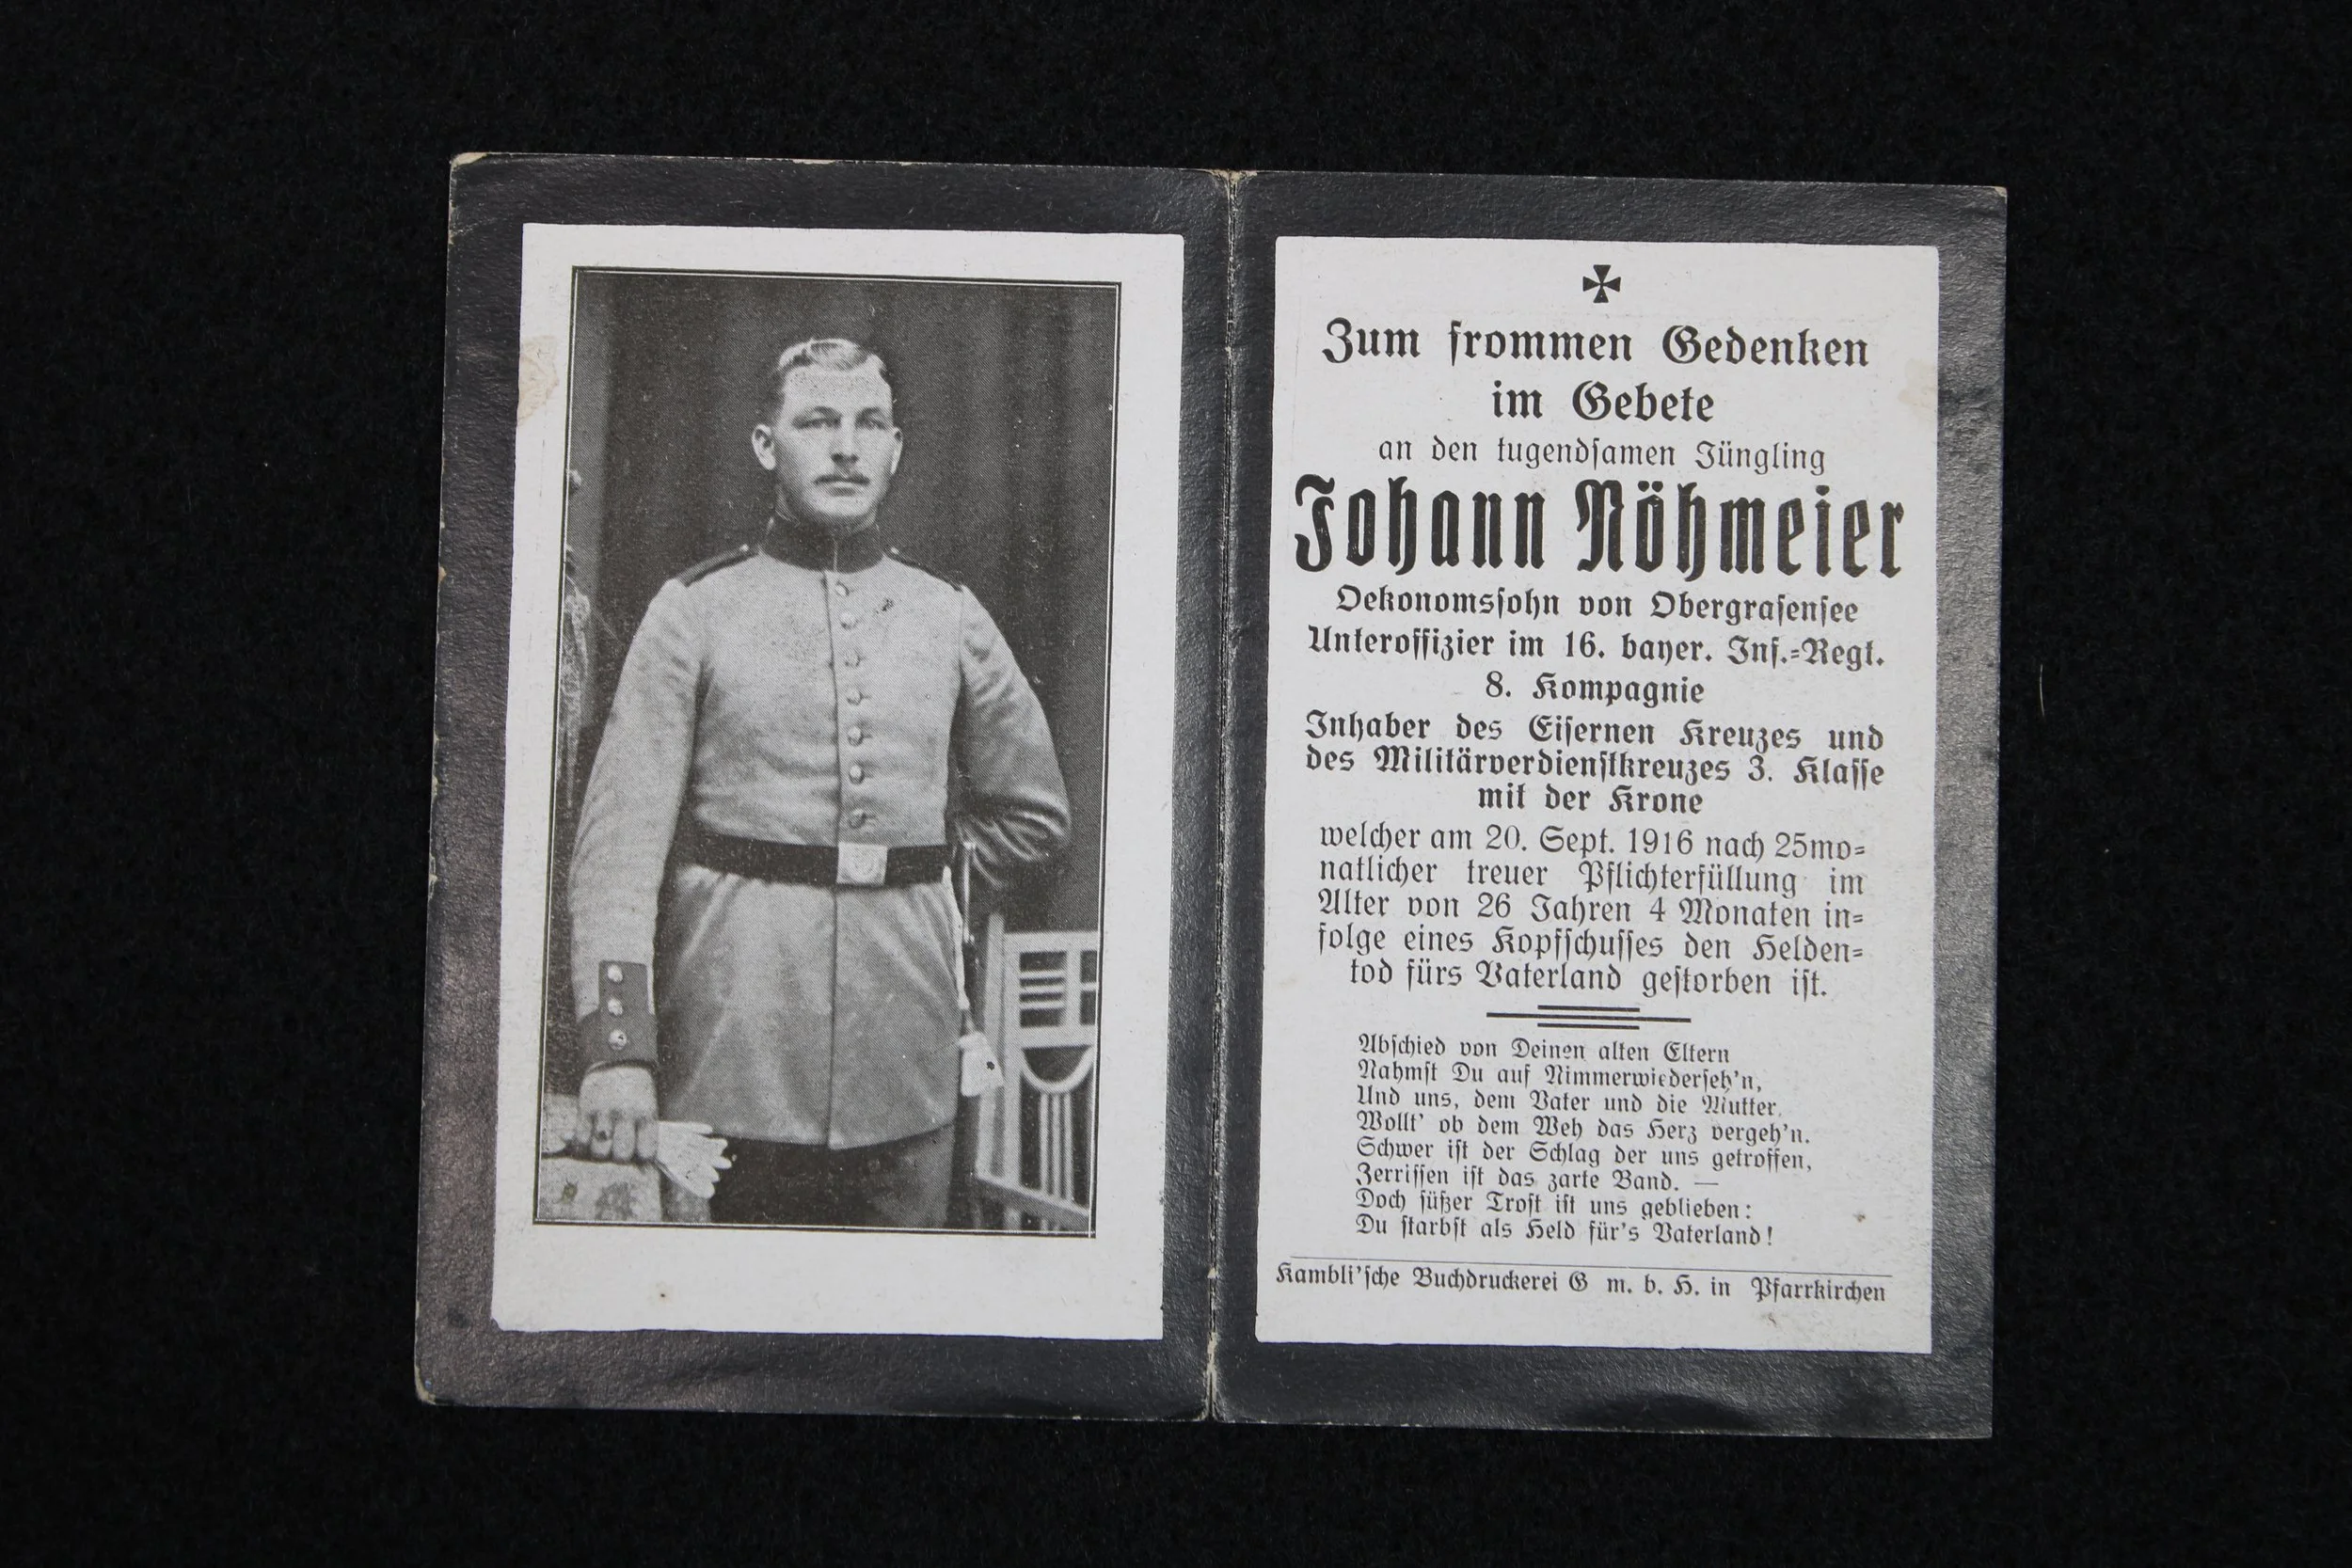 Zum frommen Gedenken
im Gebete
an den tugendsamen Jüngling
Johann Nöhmeier
Oekonomssohn von Obergrasensee
Unteroffizier im 16. bayer. Inf.=Regt.
8. Kompagnie
Inhaber des Eisernen Kreuzes und
des Militärverdienstkreuzes 3. Klasse
mit der Krone
welcher am 20. Sept. 1916 nach 25mo=
natlicher treuer Pflichterfüllung im
Alter von 26 Jahren 4 Monaten in=
folge eines Kopfschusses den Helden=
tod fürs Vaterland gestorben ist.
Abschied von Deinen alten Eltern
Nahmst Du auf Nimmerwiederseh'n,
Und uns, dem Vater und die Mutter,
Wollt' ob dem Weh das Herz vergeh'n.
Schwer ist der Schlag der uns getroffen,
Zerrissen ist das zarte Band. —
Doch süßer Trost ist uns geblieben:
Du starbst als Held für's Vaterland!
Kambli'sche Buchdruckerei G m. b. H. in Pfarrkirchen